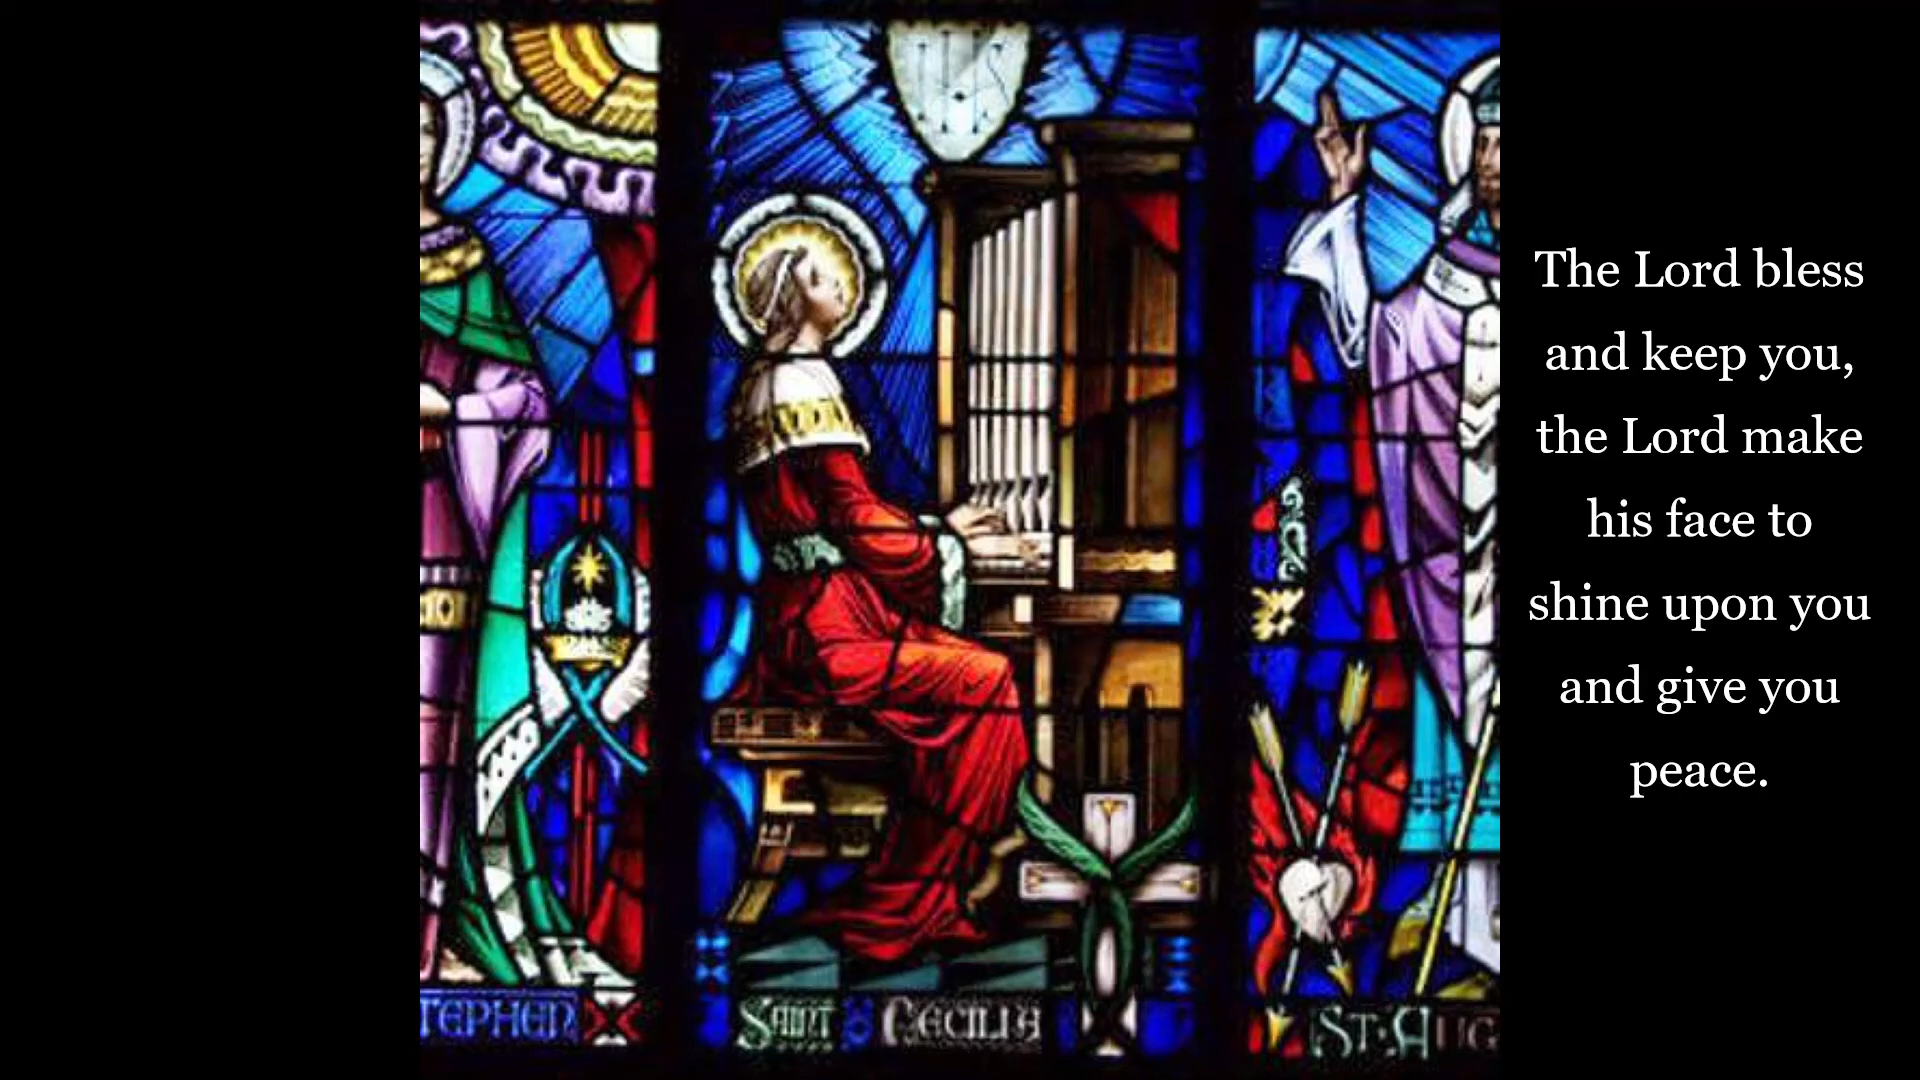 TEPHEN
SAINT CECILIA
ST·AUG
The Lord bless
and keep you,
the Lord make
his face to
shine upon you
and give you
peace.